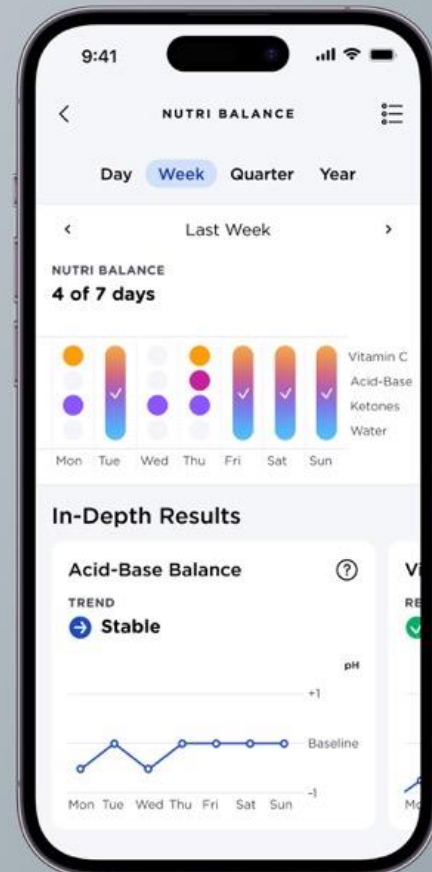 9:41
NUTRI BALANCE
Day Week Quarter Year
Last Week
NUTRI BALANCE
4 of 7 days
Vitamin C
Acid-Base
Ketones
Water
Mon Tue Wed Thu Fri Sat Sun
In-Depth Results
Acid-Base Balance
TREND
Stable
pH
+1
Baseline
-1
Mon Tue Wed Thu Fri Sat Sun